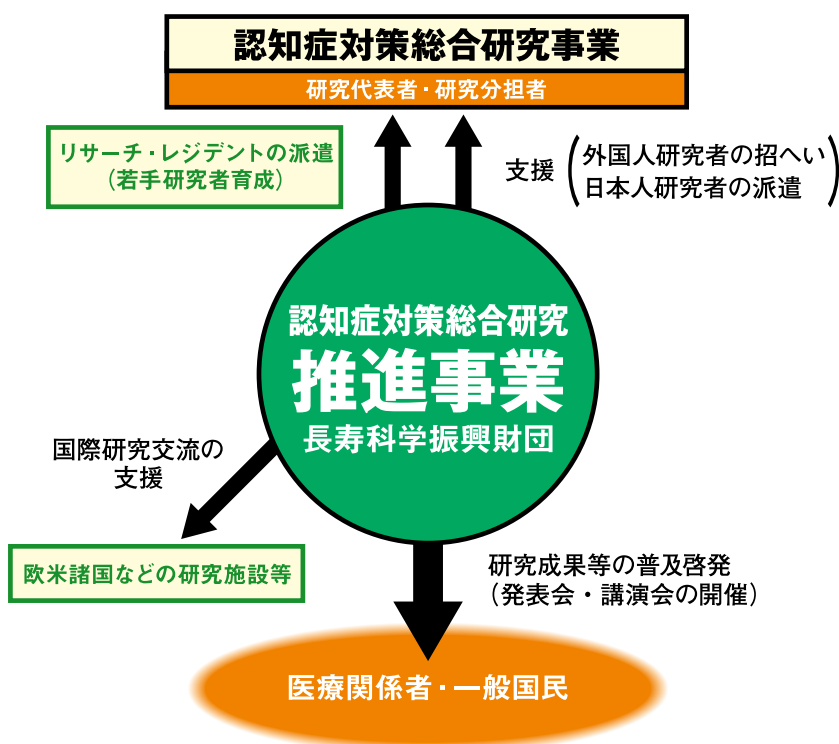 認知症対策総合研究事業
研究代表者・研究分担者
リサーチ・レジデントの派遣
(若手研究者育成)
支援
外国人研究者の招へい
日本人研究者の派遣
認知症対策総合研究
推進事業
長寿科学振興財団
国際研究交流の
支援
欧米諸国などの研究施設等
研究成果等の普及啓発
(発表会・講演会の開催)
医療関係者・一般国民